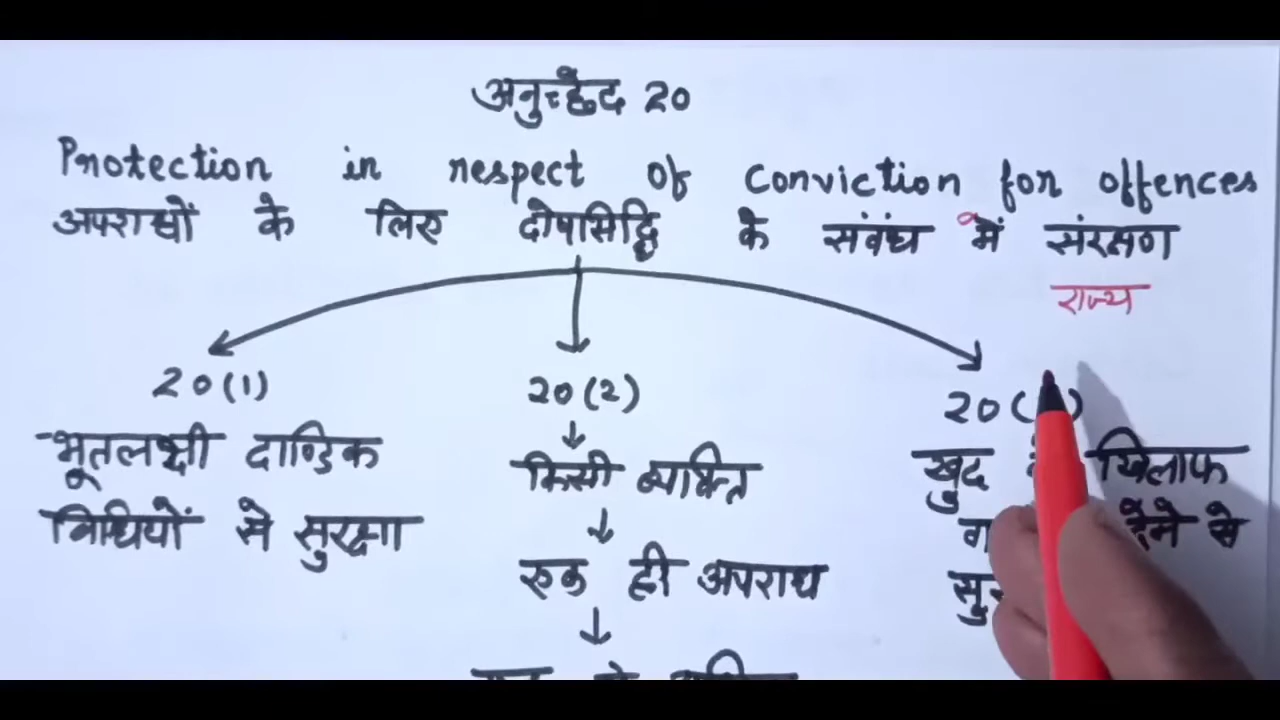 अनुच्छेद 20
Protection in respect of Conviction for offences
अपराधों के लिए दोषसिद्धि के संबंध में संरक्षण
राज्य
20(1)
भूतलक्षी दाण्डिक
विधियों से सुरक्षा
20(2)
किसी व्यक्ति
एक ही अपराध
20(
खुद खिलाफ
देने से